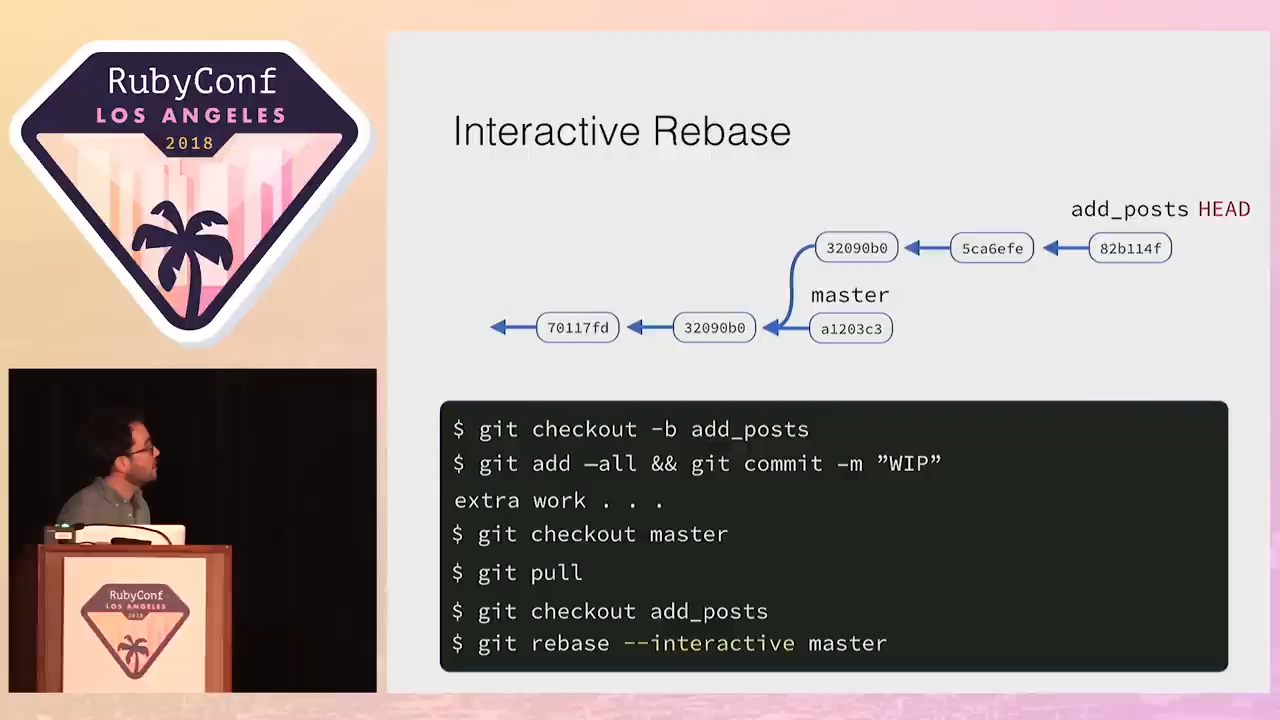 RubyConf
LOS ANGELES
2018
Interactive Rebase
add_posts HEAD
32090b0
5ca6efe
82b114f
master
70117fd
32090b0
a1203c3
$ git checkout -b add_posts
$ git add —all && git commit -m ”WIP”
extra work . . .
$ git checkout master
$ git pull
$ git checkout add_posts
$ git rebase --interactive master
RubyConf
LOS ANGELES
2018